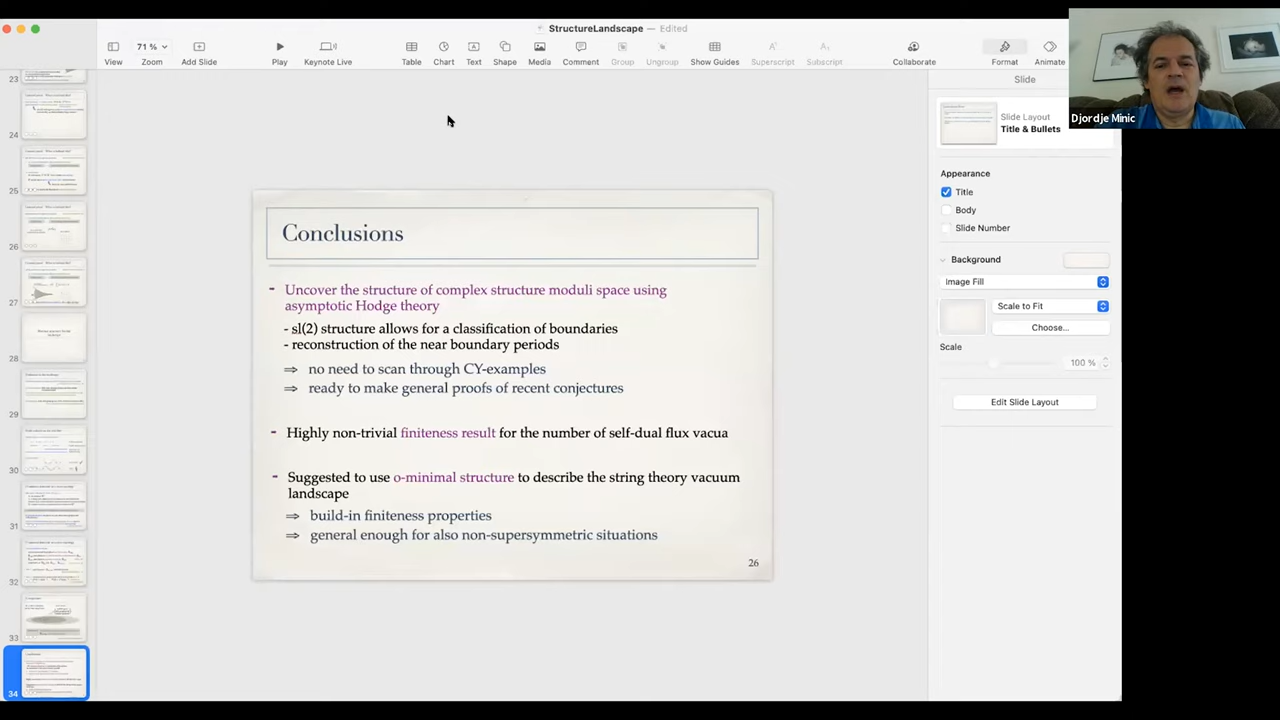 StructureLandscape — Edited
View
71 %
Zoom
Add Slide
Play
Keynote Live
Table
Chart
Text
Shape
Media
Comment
Group
Ungroup
Show Guides
Superscript
Subscript
Collaborate
Format
Animate
Djordje Minic
Slide
Slide Layout
Title & Bullets
Appearance
Title
Body
Slide Number
Background
Image Fill
Scale to Fit
Choose...
Scale
100 %
Edit Slide Layout
23
24
25
26
27
28
29
30
31
32
33
34
Conclusions
- Uncover the structure of complex structure moduli space using
asymptotic Hodge theory
- sl(2) structure allows for a classification of boundaries
- reconstruction of the near boundary periods
⇒ no need to scan through CY examples
⇒ ready to make general proofs of recent conjectures
- Highly non-trivial finiteness result for the number of self-dual flux vacua
- Suggested to use o-minimal structure to describe the string theory vacuum
landscape
⇒ build-in finiteness properties
⇒ general enough for also non-supersymmetric situations
26